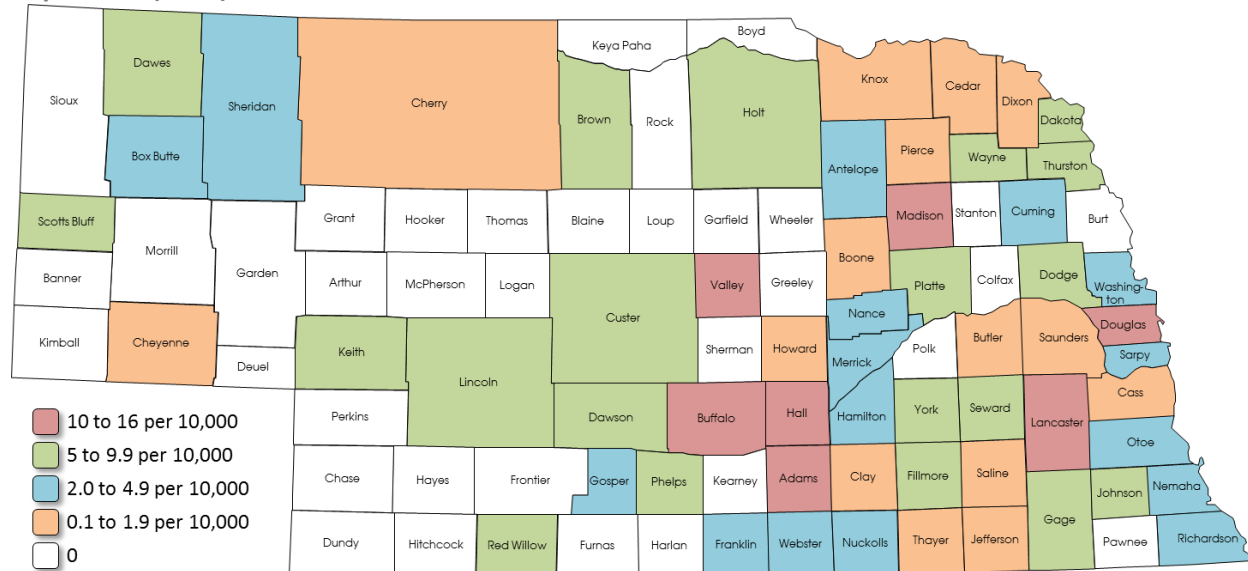 Keya Paha
Boyd
Dawes
Sioux
Sheridan
Cherry
Brown
Rock
Holt
Knox
Cedar
Dixon
Dakota
Box Butte
Antelope
Pierce
Wayne
Thurston
Scotts Bluff
Morrill
Grant
Hooker
Thomas
Blaine
Loup
Garfield
Wheeler
Madison
Stanton
Cuming
Burt
Banner
Garden
Arthur
McPherson
Logan
Custer
Valley
Greeley
Boone
Platte
Colfax
Dodge
Washing-
ton
Kimball
Cheyenne
Deuel
Keith
Lincoln
Sherman
Howard
Nance
Merrick
Polk
Butler
Saunders
Douglas
Sarpy
Perkins
Dawson
Buffalo
Hall
Hamilton
York
Seward
Lancaster
Cass
Otoe
Chase
Hayes
Frontier
Gosper
Phelps
Kearney
Adams
Clay
Fillmore
Saline
Gage
Johnson
Nemaha
Dundy
Hitchcock
Red Willow
Furnas
Harlan
Franklin
Webster
Nuckolls
Thayer
Jefferson
Pawnee
Richardson
10 to 16 per 10,000
5 to 9.9 per 10,000
2.0 to 4.9 per 10,000
0.1 to 1.9 per 10,000
0